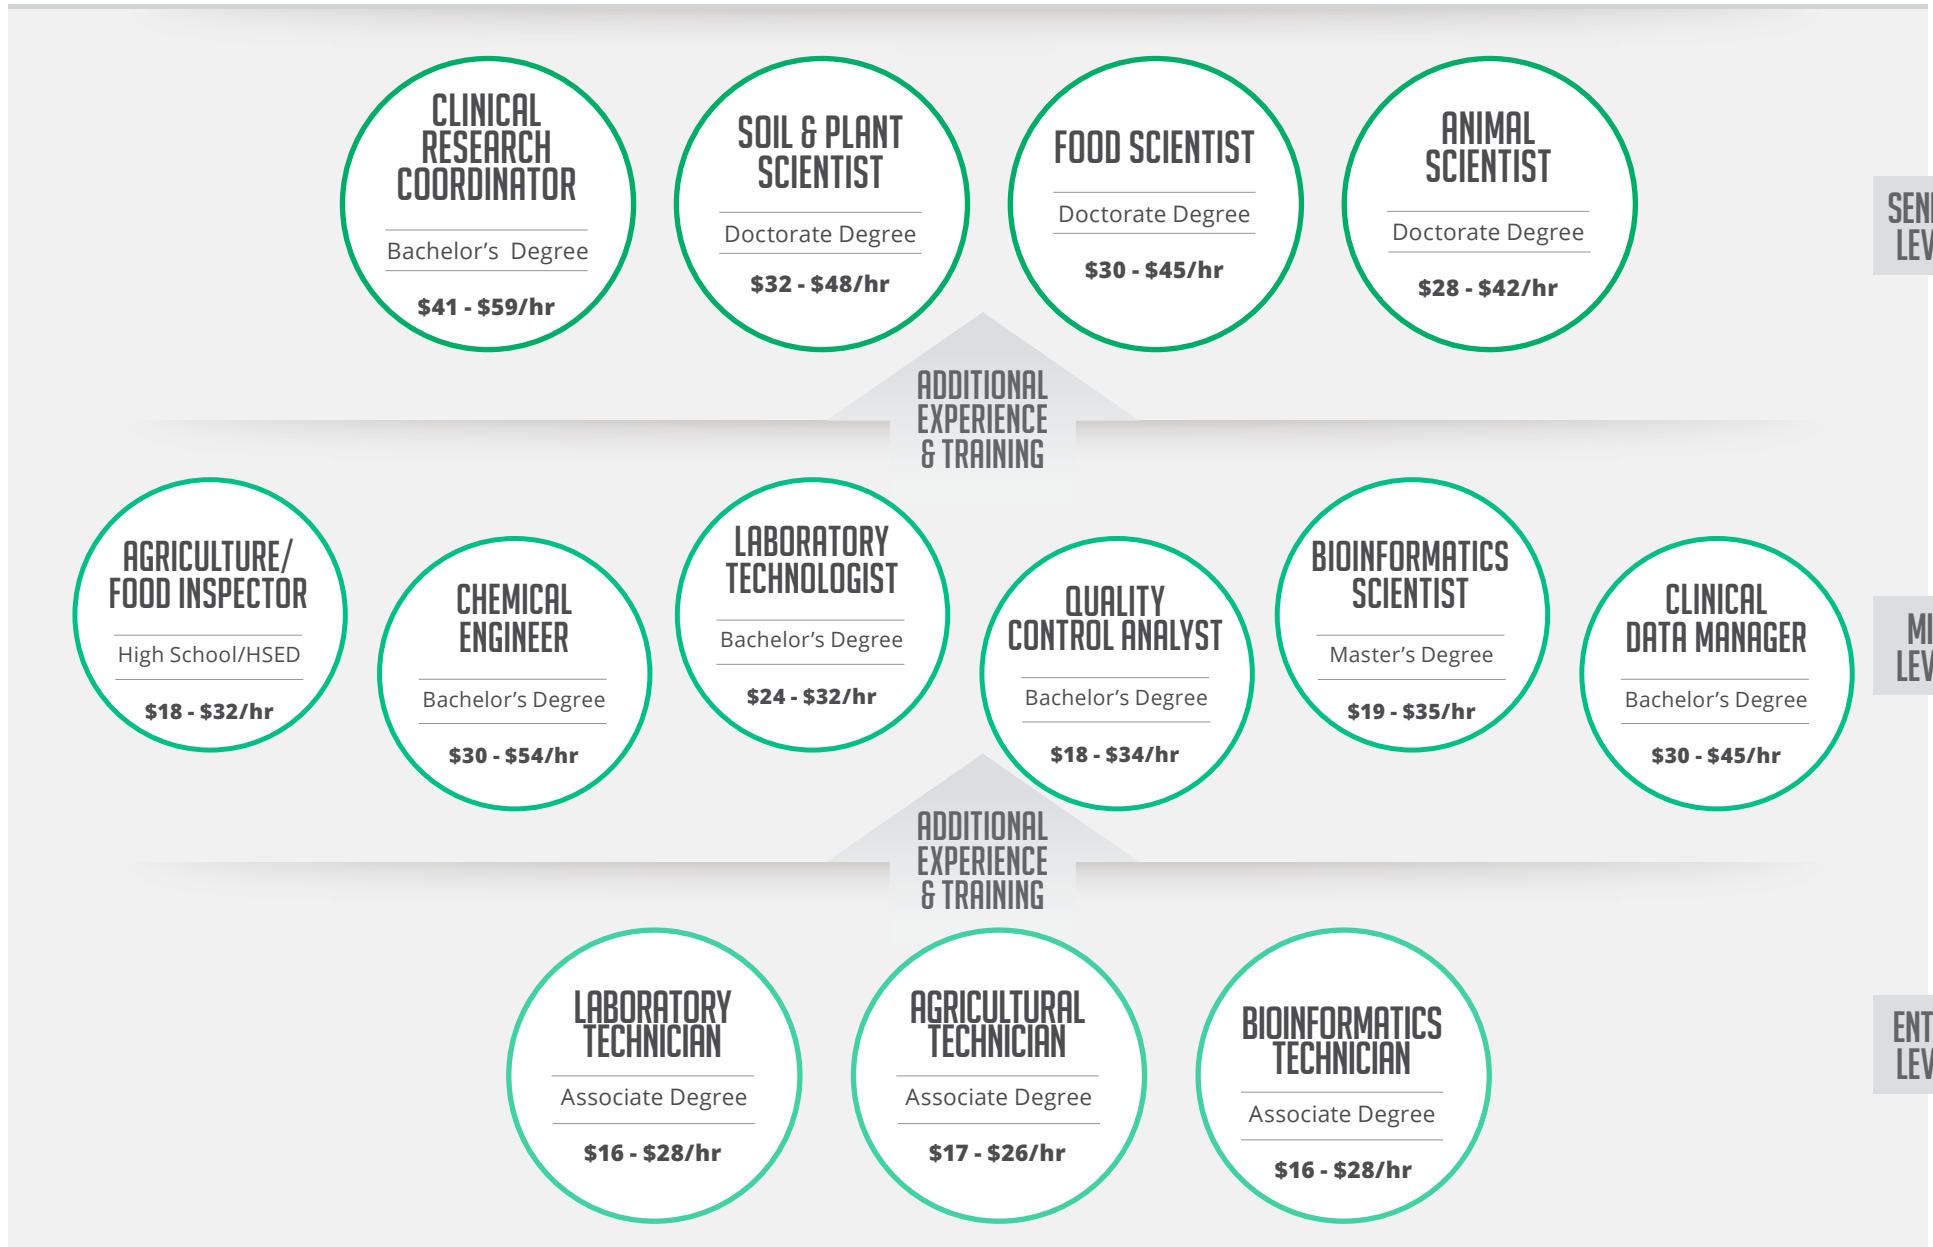 CLINICAL
RESEARCH
COORDINATOR
Bachelor's  Degree
$41 - $59/hr
SOIL & PLANT
SCIENTIST
Doctorate Degree
$32 - $48/hr
FOOD SCIENTIST
Doctorate Degree
$30 - $45/hr
ANIMAL
SCIENTIST
Doctorate Degree
$28 - $42/hr
ADDITIONAL
EXPERIENCE
& TRAINING
AGRICULTURE/
FOOD INSPECTOR
High School/HSED
$18 - $32/hr
CHEMICAL
ENGINEER
Bachelor's Degree
$30 - $54/hr
LABORATORY
TECHNOLOGIST
Bachelor's Degree
$24 - $32/hr
QUALITY
CONTROL ANALYST
Bachelor's Degree
$18 - $34/hr
BIOINFORMATICS
SCIENTIST
Master's Degree
$19 - $35/hr
CLINICAL
DATA MANAGER
Bachelor's Degree
$30 - $45/hr
ADDITIONAL
EXPERIENCE
& TRAINING
LABORATORY
TECHNICIAN
Associate Degree
$16 - $28/hr
AGRICULTURAL
TECHNICIAN
Associate Degree
$17 - $26/hr
BIOINFORMATICS
TECHNICIAN
Associate Degree
$16 - $28/hr